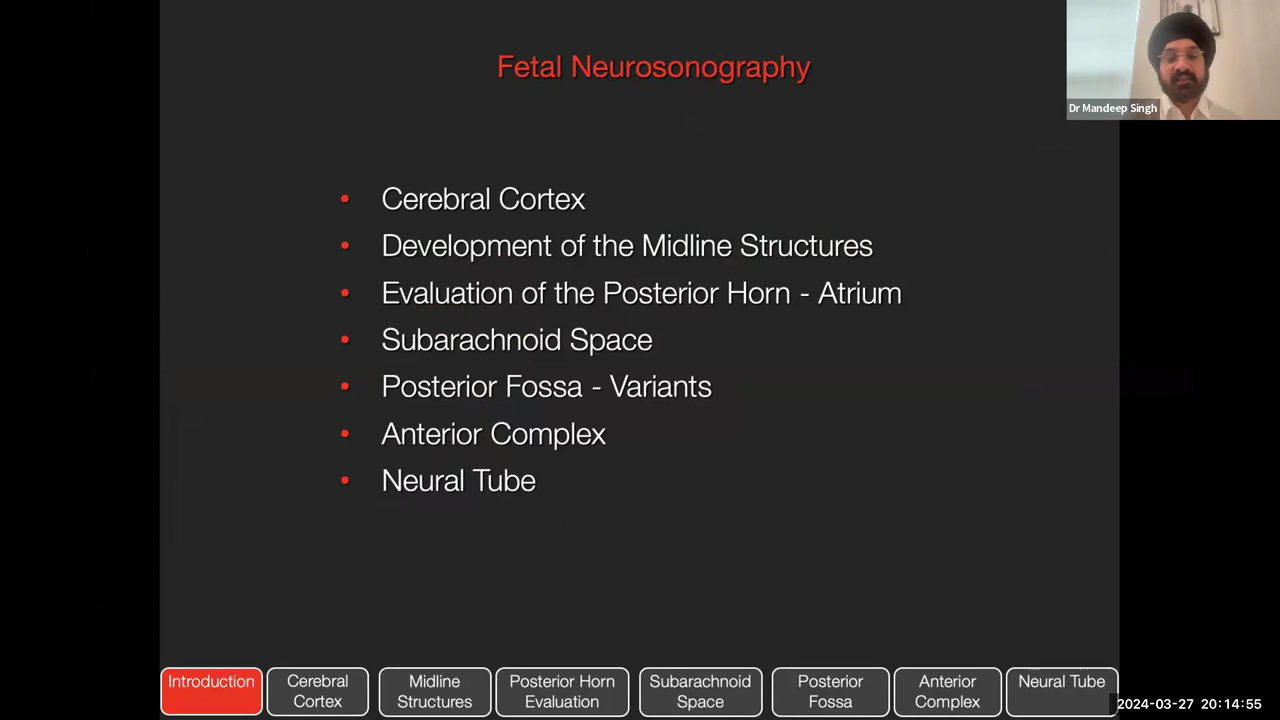 Fetal Neurosonography
Dr Mandeep Singh
• Cerebral Cortex
• Development of the Midline Structures
• Evaluation of the Posterior Horn - Atrium
• Subarachnoid Space
• Posterior Fossa - Variants
• Anterior Complex
• Neural Tube
Introduction
Cerebral
Cortex
Midline
Structures
Posterior Horn
Evaluation
Subarachnoid
Space
Posterior
Fossa
Anterior
Complex
Neural Tube
2024-03-27 20:14:55